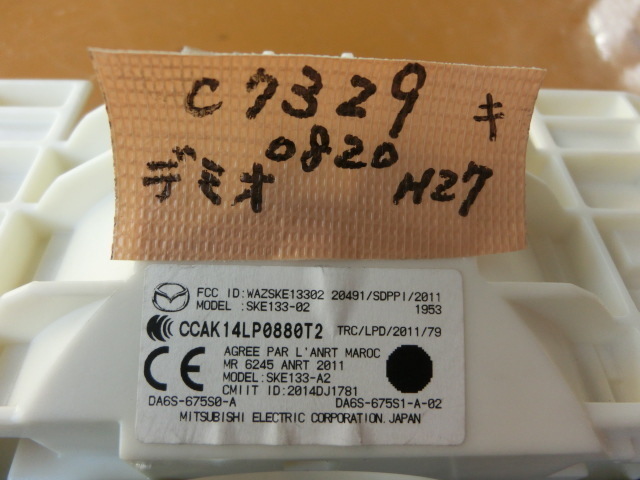 C7329 キ
0820
デミオ H27
FCC ID:WAZSKE13302 20491/SDPPI/2011
MODEL :SKE133-02 1953
CCAK14LP0880T2 TRC/LPD/2011/79
AGREE PAR L'ANRT MAROC
MR 6245 ANRT 2011
MODEL:SKE133-A2
CMIIT ID:2014DJ1781
DA6S-675S0-A DA6S-675S1-A-02
MITSUBISHI ELECTRIC CORPORATION.JAPAN